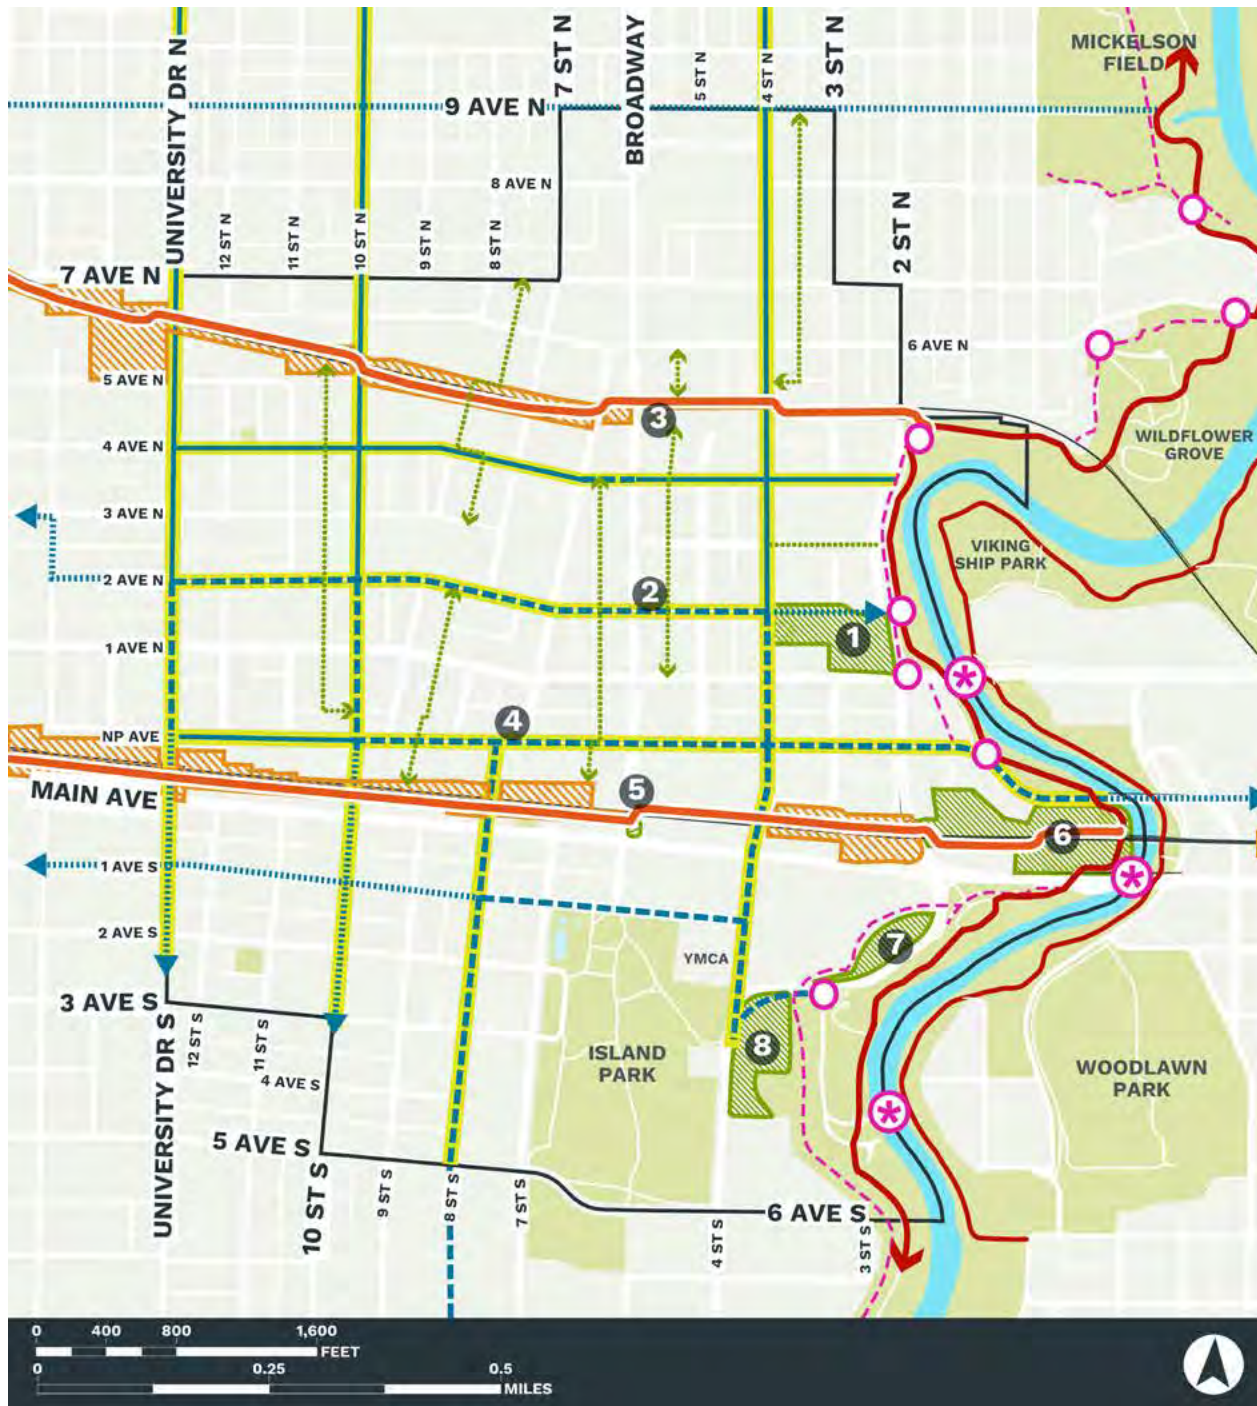 MICKELSON
FIELD
UNIVERSITY DR N
7 ST N
BROADWAY
5 ST N
4 ST N
3 ST N
9 AVE N
8 AVE N
2 ST N
12 ST N
11 ST N
10 ST N
9 ST N
8 ST N
7 AVE N
6 AVE N
5 AVE N
3
4 AVE N
WILDFLOWER
GROVE
3 AVE N
VIKING
SHIP PARK
2 AVE N
2
1
1 AVE N
*
4
NP AVE
MAIN AVE
5
6
1 AVE S
*
2 AVE S
7
YMCA
3 AVE S
UNIVERSITY DR S
12 ST S
11 ST S
4 AVE S
8
ISLAND
PARK
WOODLAWN
PARK
*
5 AVE S
10 ST S
9 ST S
8 ST S
7 ST S
6 AVE S
4 ST S
3 ST S
0 400 800 1,600
FEET
0 0.25 0.5
MILES